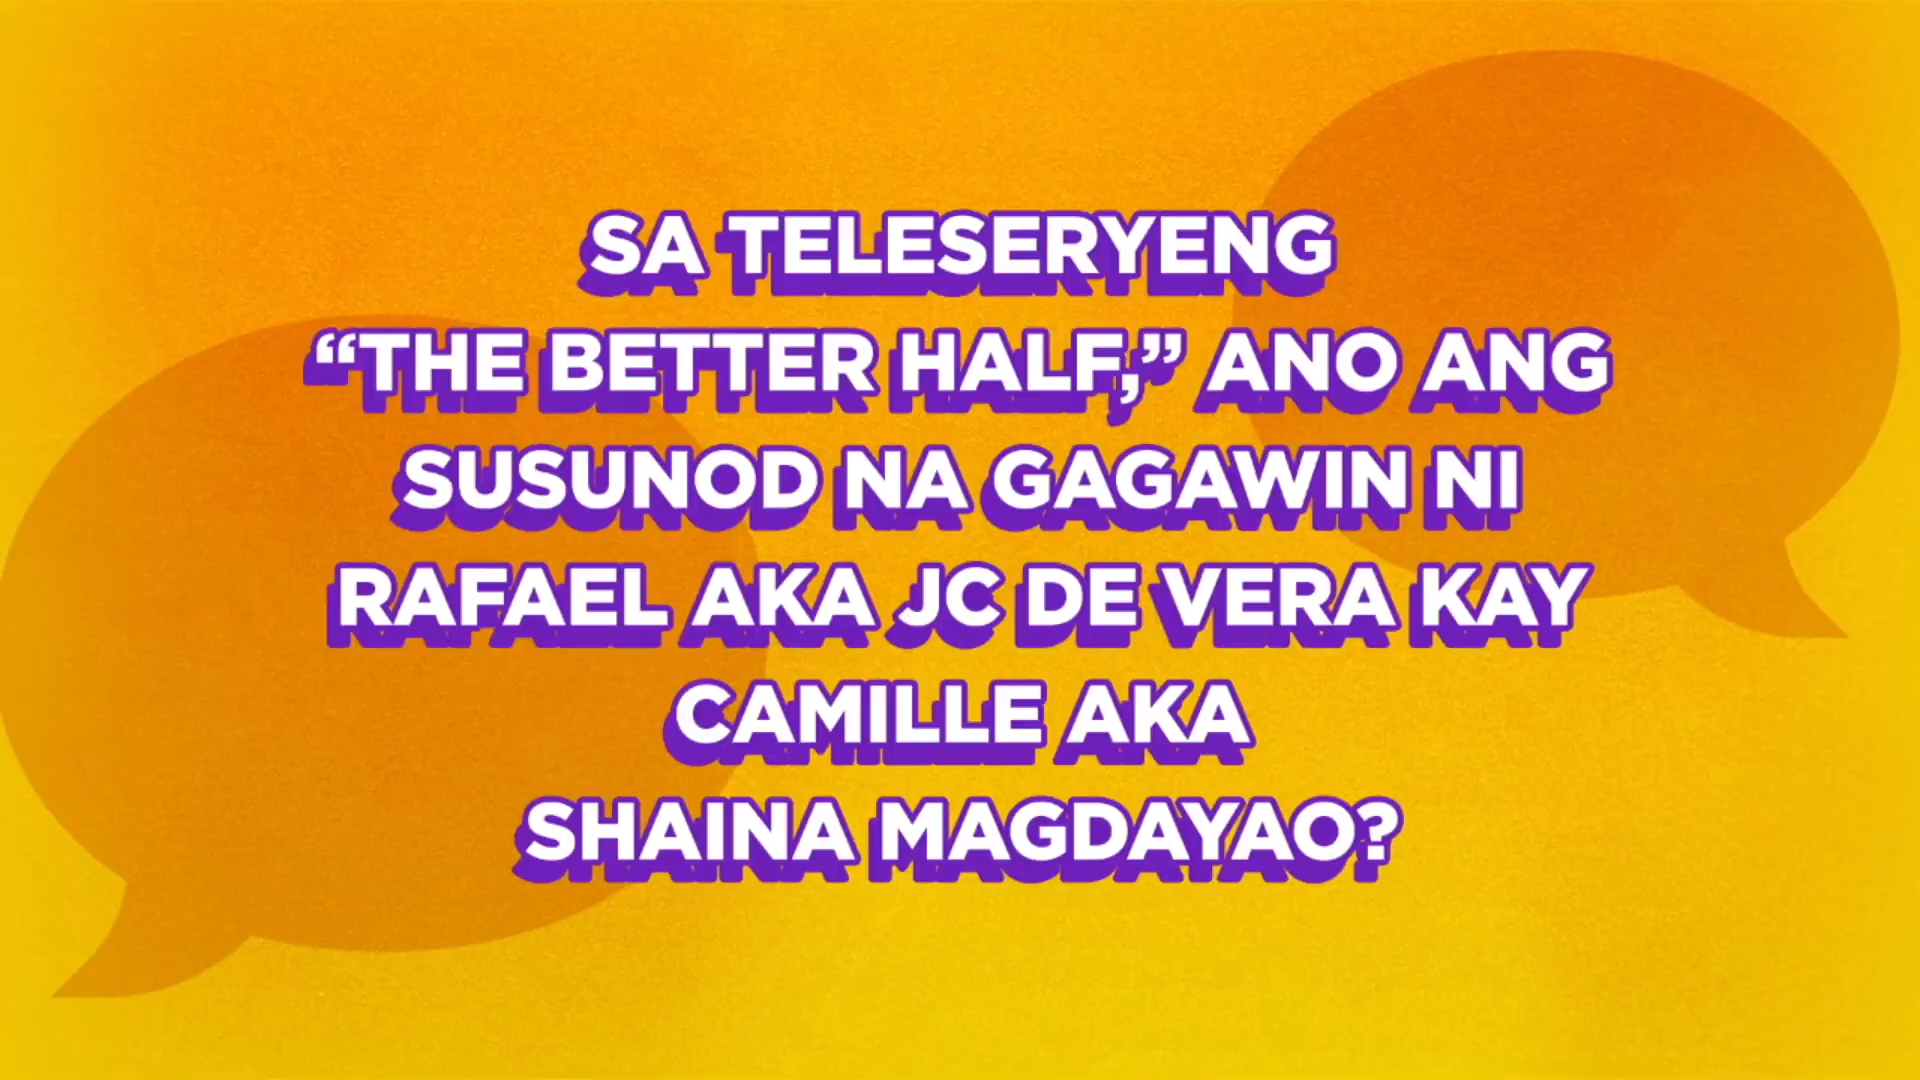 SA TELESERYENG
“THE BETTER HALF,” ANO ANG
SUSUNOD NA GAGAWIN NI
RAFAEL AKA JC DE VERA KAY
CAMILLE AKA
SHAINA MAGDAYAO?